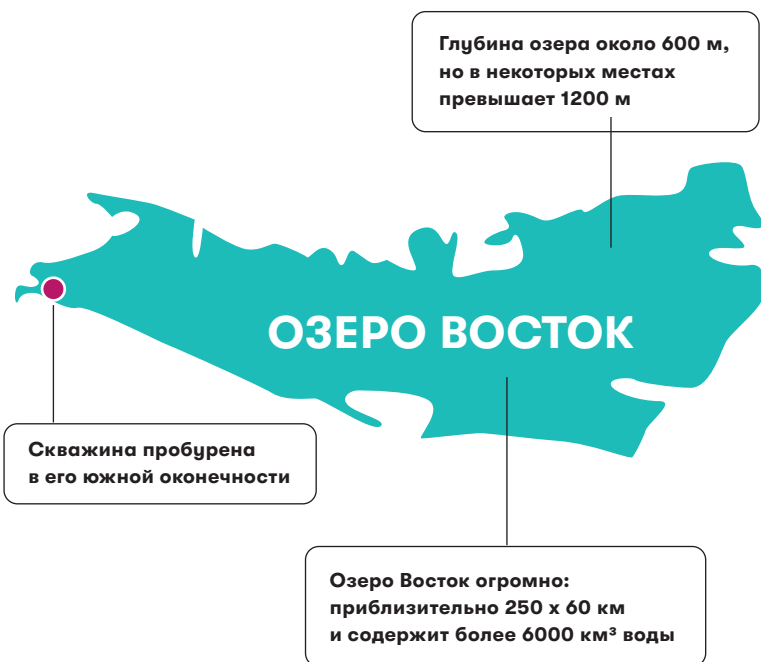 Глубина озера около 600 м,
но в некоторых местах
превышает 1200 м
ОЗЕРО ВОСТОК
Скважина пробурена
в его южной оконечности
Озеро Восток огромно:
приблизительно 250 x 60 км
и содержит более 6000 км³ воды